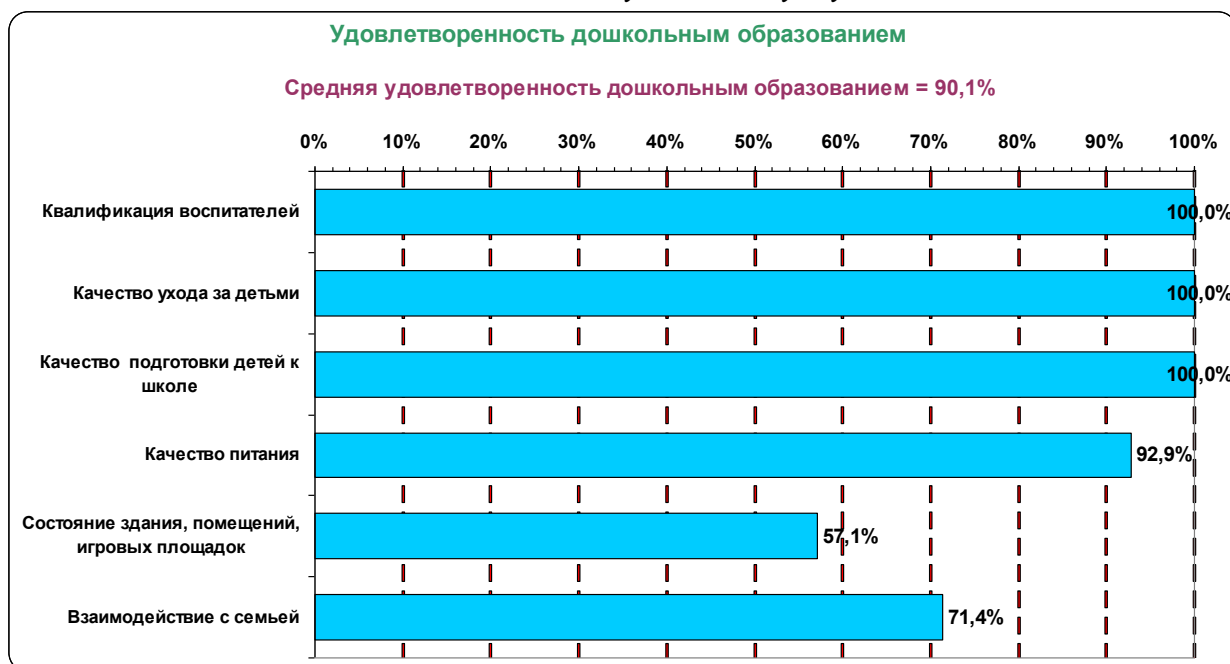 Удовлетворенность дошкольным образованием
Средняя удовлетворенность дошкольным образованием = 90,1%
0% 10% 20% 30% 40% 50% 60% 70% 80% 90% 100%
Квалификация воспитателей 100,0%
Качество ухода за детьми 100,0%
Качество подготовки детей к
школе 100,0%
Качество питания 92,9%
Состояние здания, помещений,
игровых площадок 57,1%
Взаимодействие с семьей 71,4%